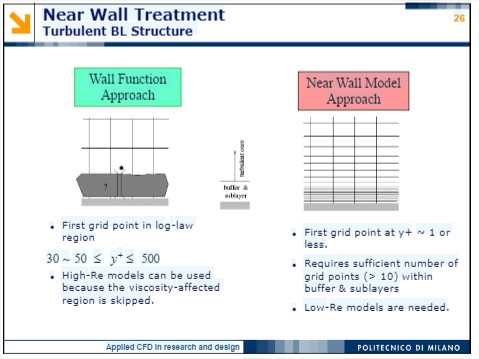 Near Wall Treatment
Turbulent BL Structure
26
Wall Function
Approach
?
turbulent core
buffer &
sublayer
Near Wall Model
Approach
• First grid point in log-law
region
30 ~ 50 ≤ y⁺ ≤ 500
• High-Re models can be used
because the viscosity-affected
region is skipped.
• First grid point at y+ ~ 1 or
less.
• Requires sufficient number of
grid points (> 10) within
buffer & sublayers
• Low-Re models are needed.
Applied CFD in research and design
POLITECNICO DI MILANO